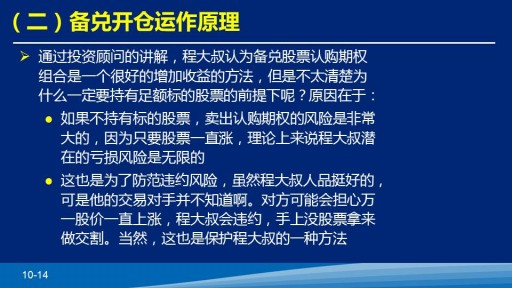 （二）备兑开仓运作原理
通过投资顾问的讲解，程大叔认为备兑股票认购期权
组合是一个很好的增加收益的方法，但是不太清楚为
什么一定要持有足额标的股票的前提下呢？原因在于：
如果不持有标的股票，卖出认购期权的风险是非常
大的，因为只要股票一直涨，理论上来说程大叔潜
在的亏损风险是无限的
这也是为了防范违约风险，虽然程大叔人品挺好的，
可是他的交易对手并不知道啊。对方可能会担心万
一股价一直上涨，程大叔会违约，手上没股票拿来
做交割。当然，这也是保护程大叔的一种方法
10-14